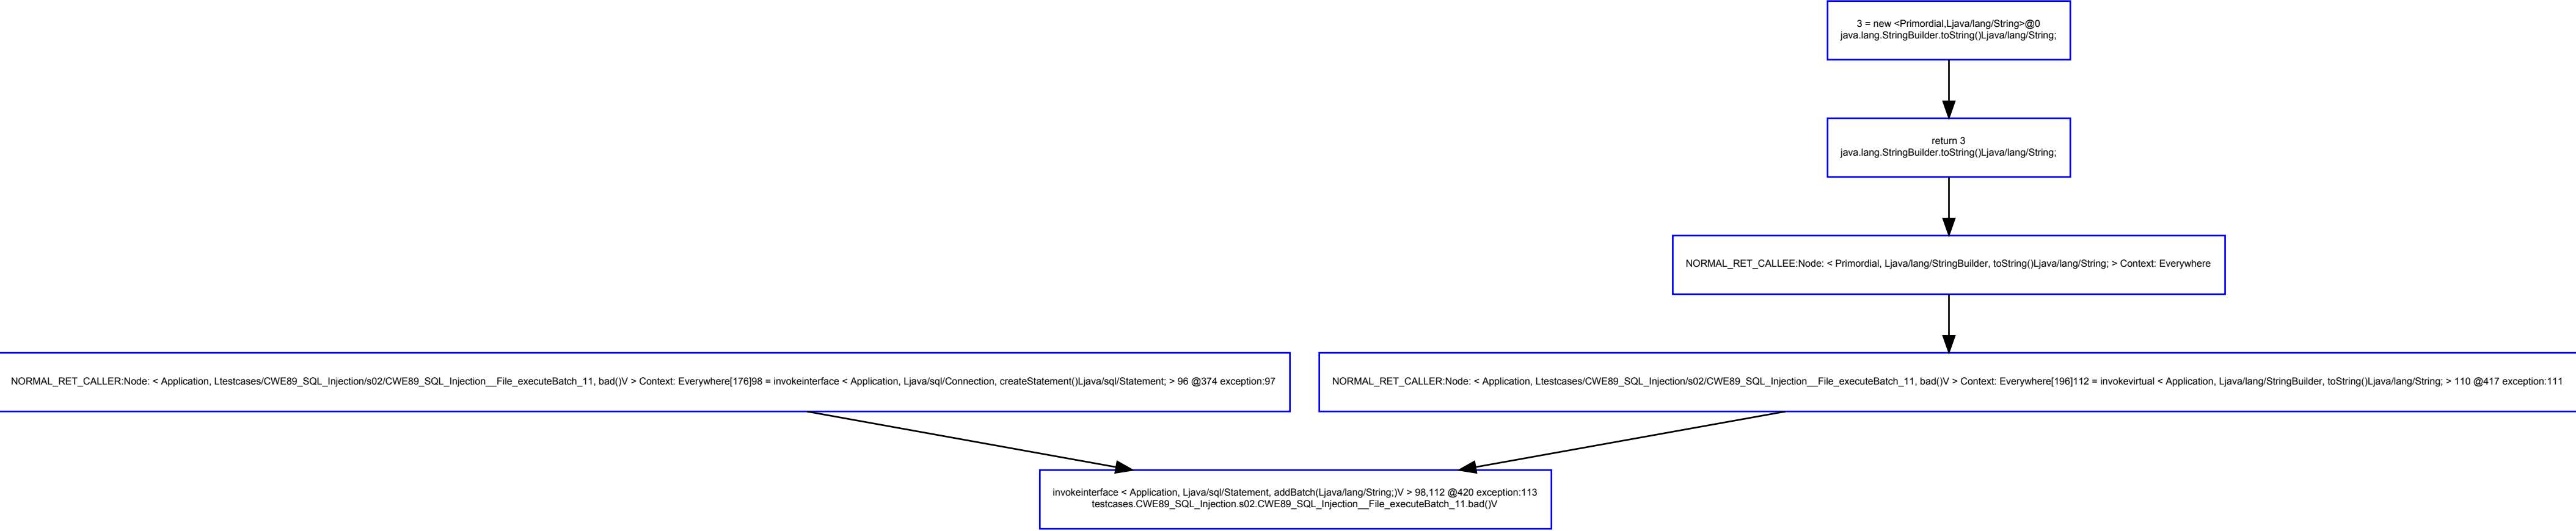 3 = new <Primordial,Ljava/lang/String>@0
java.lang.StringBuilder.toString()Ljava/lang/String;
return 3
java.lang.StringBuilder.toString()Ljava/lang/String;
NORMAL_RET_CALLEE:Node: < Primordial, Ljava/lang/StringBuilder, toString()Ljava/lang/String; > Context: Everywhere
NORMAL_RET_CALLER:Node: < Application, Ltestcases/CWE89_SQL_Injection/s02/CWE89_SQL_Injection__File_executeBatch_11, bad()V > Context: Everywhere[176]98 = invokeinterface < Application, Ljava/sql/Connection, createStatement()Ljava/sql/Statement; > 96 @374 exception:97
NORMAL_RET_CALLER:Node: < Application, Ltestcases/CWE89_SQL_Injection/s02/CWE89_SQL_Injection__File_executeBatch_11, bad()V > Context: Everywhere[196]112 = invokevirtual < Application, Ljava/lang/StringBuilder, toString()Ljava/lang/String; > 110 @417 exception:111
invokeinterface < Application, Ljava/sql/Statement, addBatch(Ljava/lang/String;)V > 98,112 @420 exception:113
testcases.CWE89_SQL_Injection.s02.CWE89_SQL_Injection__File_executeBatch_11.bad()V